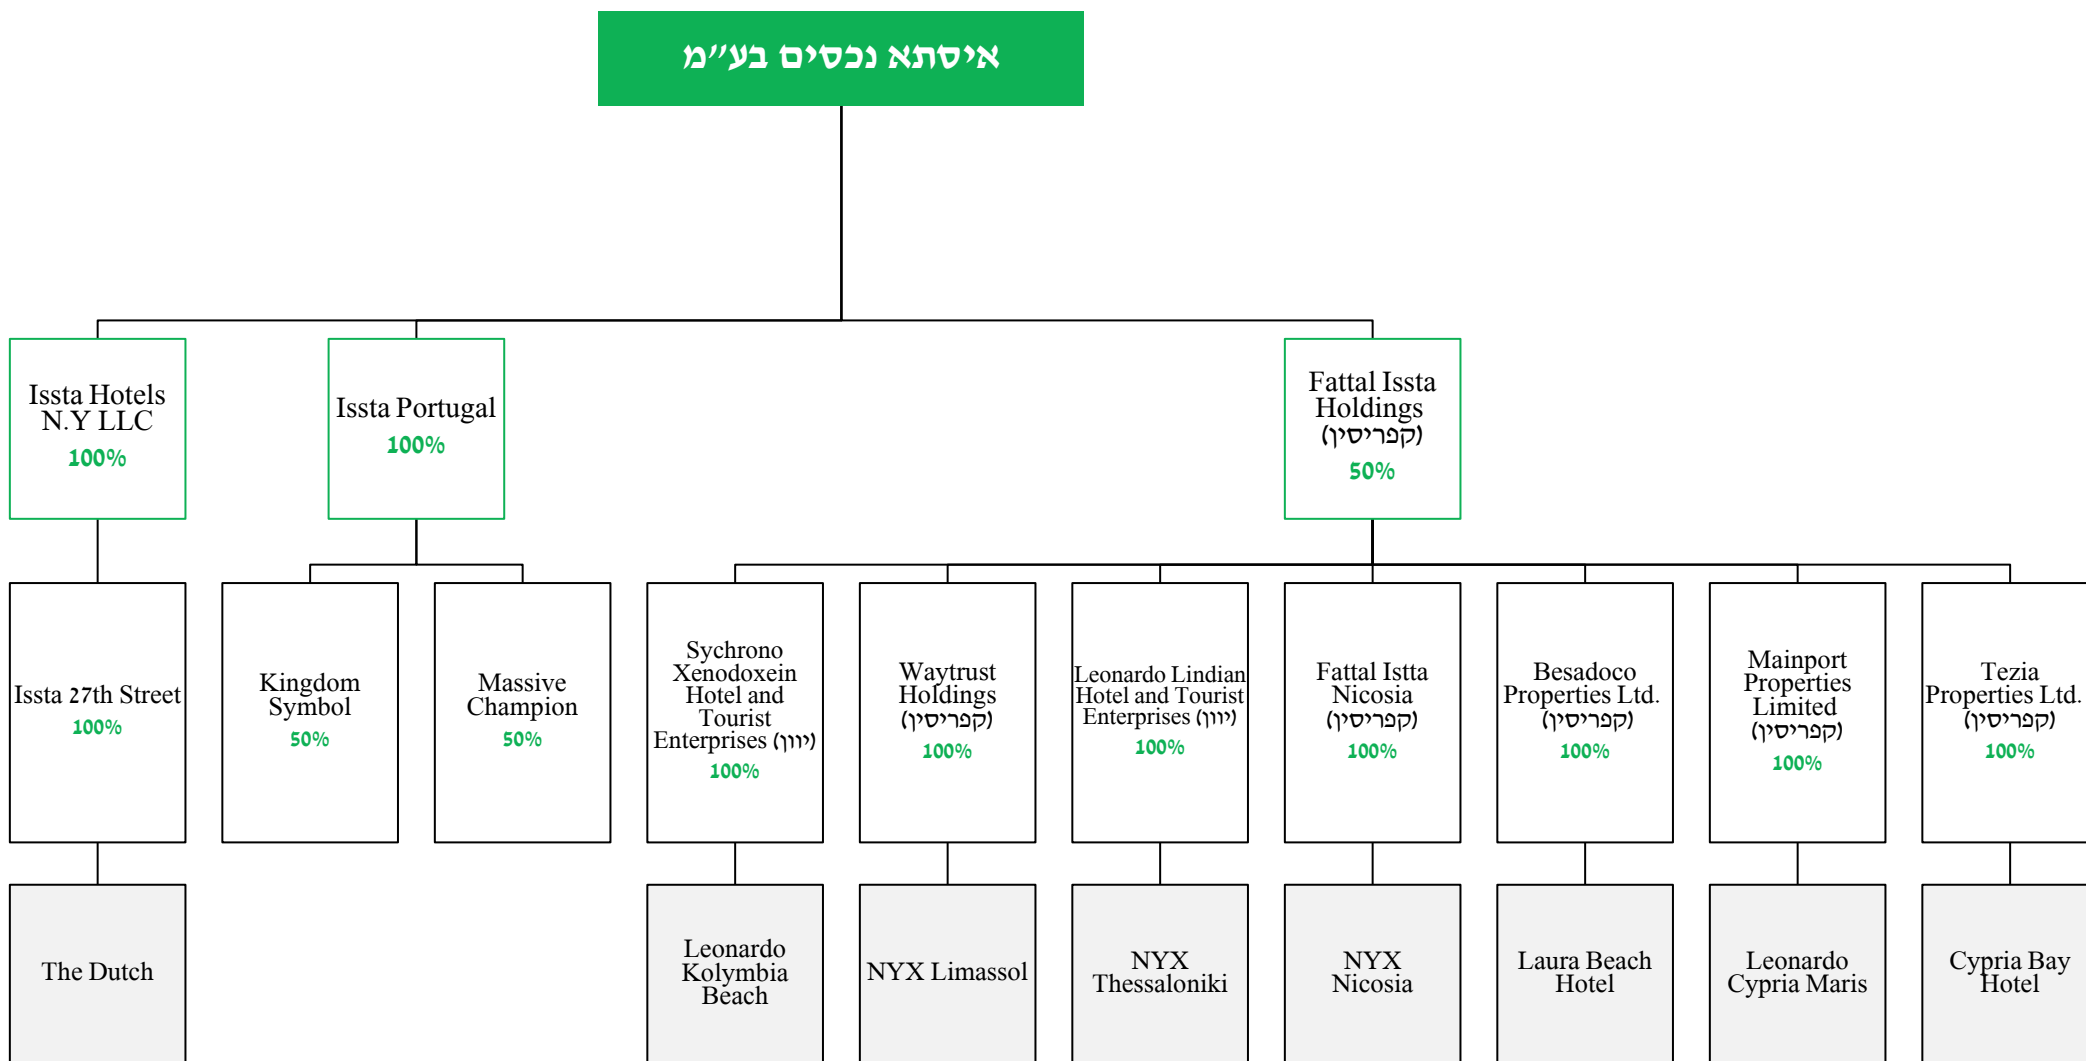 איסתא נכסים בע״מ
Issta Hotels
N.Y LLC
100%
Issta Portugal
100%
Fattal Issta
Holdings
(קפריסין)
50%
Issta 27th Street
100%
Kingdom
Symbol
50%
Massive
Champion
50%
Sychrono
Xenodoxein
Hotel and
Tourist
Enterprises (יוון)
100%
Waytrust
Holdings
(קפריסין)
100%
Leonardo Lindian
Hotel and Tourist
Enterprises (יוון)
100%
Fattal Istta
Nicosia
(קפריסין)
100%
Besadoco
Properties Ltd.
(קפריסין)
100%
Mainport
Properties
Limited
(קפריסין)
100%
Tezia
Properties Ltd.
(קפריסין)
100%
The Dutch
Leonardo
Kolymbia
Beach
NYX Limassol
NYX
Thessaloniki
NYX
Nicosia
Laura Beach
Hotel
Leonardo
Cypria Maris
Cypria Bay
Hotel